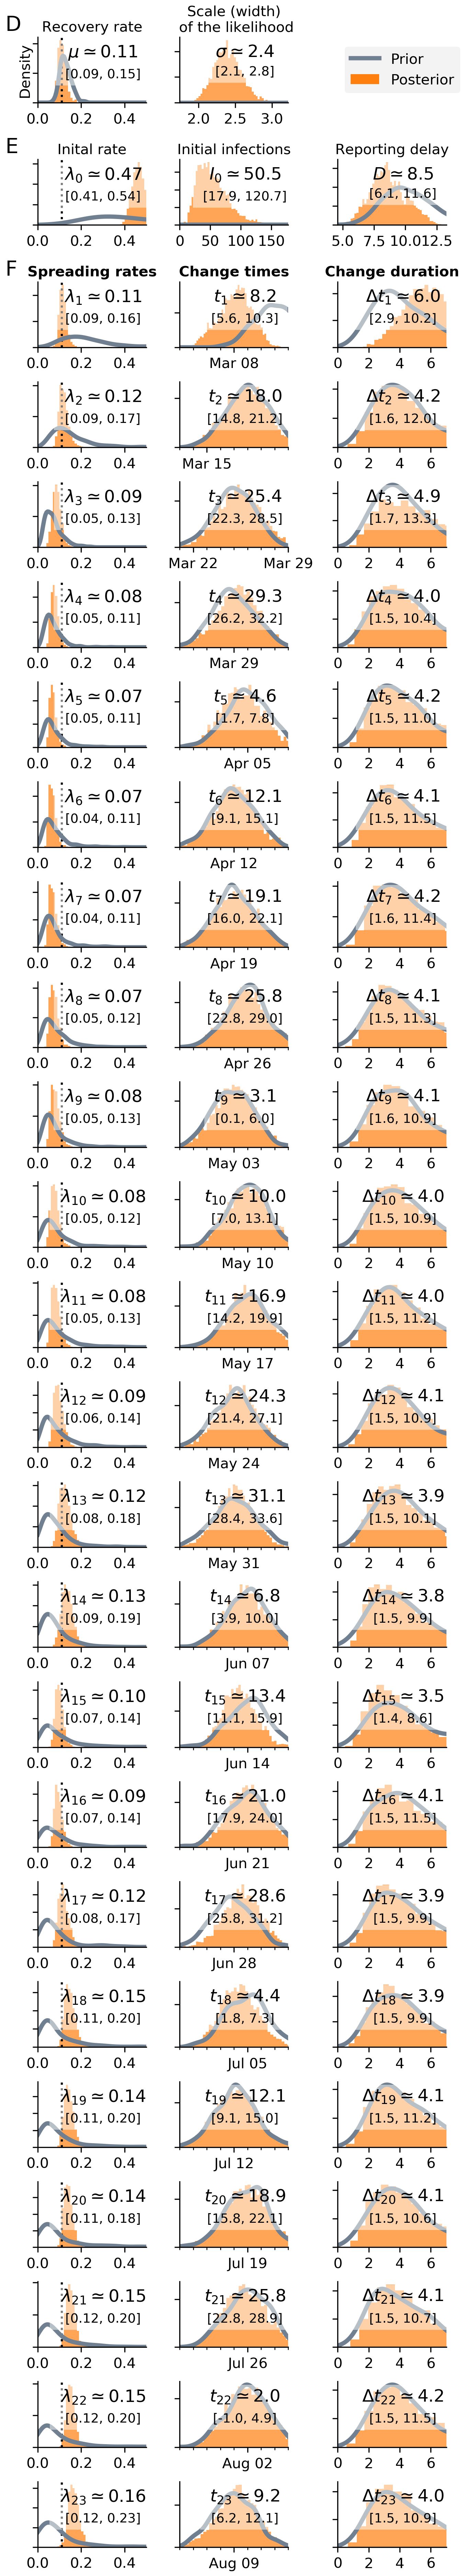 D
Recovery rate
Scale (width)
of the likelihood
Density
μ ≃ 0.11
[0.09, 0.15]
σ ≃ 2.4
[2.1, 2.8]
Prior
Posterior
0.0 0.2 0.4
2.0 2.5 3.0
E
Inital rate
Initial infections
Reporting delay
λ0 ≃ 0.47
[0.41, 0.54]
I0 ≃ 50.5
[17.9, 120.7]
D ≃ 8.5
[6.1, 11.6]
0.0 0.2 0.4
0 50 100 150
5.0 7.5 10.0 12.5
F
Spreading rates
Change times
Change duration
λ1 ≃ 0.11
[0.09, 0.16]
t1 ≃ 8.2
[5.6, 10.3]
Δt1 ≃ 6.0
[2.9, 10.2]
0.0 0.2 0.4
Mar 08
0 2 4 6
λ2 ≃ 0.12
[0.09, 0.17]
t2 ≃ 18.0
[14.8, 21.2]
Δt2 ≃ 4.2
[1.6, 12.0]
0.0 0.2 0.4
Mar 15
0 2 4 6
λ3 ≃ 0.09
[0.05, 0.13]
t3 ≃ 25.4
[22.3, 28.5]
Δt3 ≃ 4.9
[1.7, 13.3]
0.0 0.2 0.4
Mar 22 Mar 29
0 2 4 6
λ4 ≃ 0.08
[0.05, 0.11]
t4 ≃ 29.3
[26.2, 32.2]
Δt4 ≃ 4.0
[1.5, 10.4]
0.0 0.2 0.4
Mar 29
0 2 4 6
λ5 ≃ 0.07
[0.05, 0.11]
t5 ≃ 4.6
[1.7, 7.8]
Δt5 ≃ 4.2
[1.5, 11.0]
0.0 0.2 0.4
Apr 05
0 2 4 6
λ6 ≃ 0.07
[0.04, 0.11]
t6 ≃ 12.1
[9.1, 15.1]
Δt6 ≃ 4.1
[1.5, 11.5]
0.0 0.2 0.4
Apr 12
0 2 4 6
λ7 ≃ 0.07
[0.04, 0.11]
t7 ≃ 19.1
[16.0, 22.1]
Δt7 ≃ 4.2
[1.6, 11.4]
0.0 0.2 0.4
Apr 19
0 2 4 6
λ8 ≃ 0.07
[0.05, 0.12]
t8 ≃ 25.8
[22.8, 29.0]
Δt8 ≃ 4.1
[1.5, 11.3]
0.0 0.2 0.4
Apr 26
0 2 4 6
λ9 ≃ 0.08
[0.05, 0.13]
t9 ≃ 3.1
[0.1, 6.0]
Δt9 ≃ 4.1
[1.6, 10.9]
0.0 0.2 0.4
May 03
0 2 4 6
λ10 ≃ 0.08
[0.05, 0.12]
t10 ≃ 10.0
[7.0, 13.1]
Δt10 ≃ 4.0
[1.5, 10.9]
0.0 0.2 0.4
May 10
0 2 4 6
λ11 ≃ 0.08
[0.05, 0.13]
t11 ≃ 16.9
[14.2, 19.9]
Δt11 ≃ 4.0
[1.5, 11.2]
0.0 0.2 0.4
May 17
0 2 4 6
λ12 ≃ 0.09
[0.06, 0.14]
t12 ≃ 24.3
[21.4, 27.1]
Δt12 ≃ 4.1
[1.5, 10.9]
0.0 0.2 0.4
May 24
0 2 4 6
λ13 ≃ 0.12
[0.08, 0.18]
t13 ≃ 31.1
[28.4, 33.6]
Δt13 ≃ 3.9
[1.5, 10.1]
0.0 0.2 0.4
May 31
0 2 4 6
λ14 ≃ 0.13
[0.09, 0.19]
t14 ≃ 6.8
[3.9, 10.0]
Δt14 ≃ 3.8
[1.5, 9.9]
0.0 0.2 0.4
Jun 07
0 2 4 6
λ15 ≃ 0.10
[0.07, 0.14]
t15 ≃ 13.4
[11.1, 15.9]
Δt15 ≃ 3.5
[1.4, 8.6]
0.0 0.2 0.4
Jun 14
0 2 4 6
λ16 ≃ 0.09
[0.07, 0.14]
t16 ≃ 21.0
[17.9, 24.0]
Δt16 ≃ 4.1
[1.5, 11.5]
0.0 0.2 0.4
Jun 21
0 2 4 6
λ17 ≃ 0.12
[0.08, 0.17]
t17 ≃ 28.6
[25.8, 31.2]
Δt17 ≃ 3.9
[1.5, 9.9]
0.0 0.2 0.4
Jun 28
0 2 4 6
λ18 ≃ 0.15
[0.11, 0.20]
t18 ≃ 4.4
[1.8, 7.3]
Δt18 ≃ 3.9
[1.5, 9.9]
0.0 0.2 0.4
Jul 05
0 2 4 6
λ19 ≃ 0.14
[0.11, 0.20]
t19 ≃ 12.1
[9.1, 15.0]
Δt19 ≃ 4.1
[1.5, 11.2]
0.0 0.2 0.4
Jul 12
0 2 4 6
λ20 ≃ 0.14
[0.11, 0.18]
t20 ≃ 18.9
[15.8, 22.1]
Δt20 ≃ 4.1
[1.5, 10.6]
0.0 0.2 0.4
Jul 19
0 2 4 6
λ21 ≃ 0.15
[0.12, 0.20]
t21 ≃ 25.8
[22.8, 28.9]
Δt21 ≃ 4.1
[1.5, 10.7]
0.0 0.2 0.4
Jul 26
0 2 4 6
λ22 ≃ 0.15
[0.12, 0.20]
t22 ≃ 2.0
[-1.0, 4.9]
Δt22 ≃ 4.2
[1.5, 11.5]
0.0 0.2 0.4
Aug 02
0 2 4 6
λ23 ≃ 0.16
[0.12, 0.23]
t23 ≃ 9.2
[6.2, 12.1]
Δt23 ≃ 4.0
[1.5, 10.9]
0.0 0.2 0.4
Aug 09
0 2 4 6